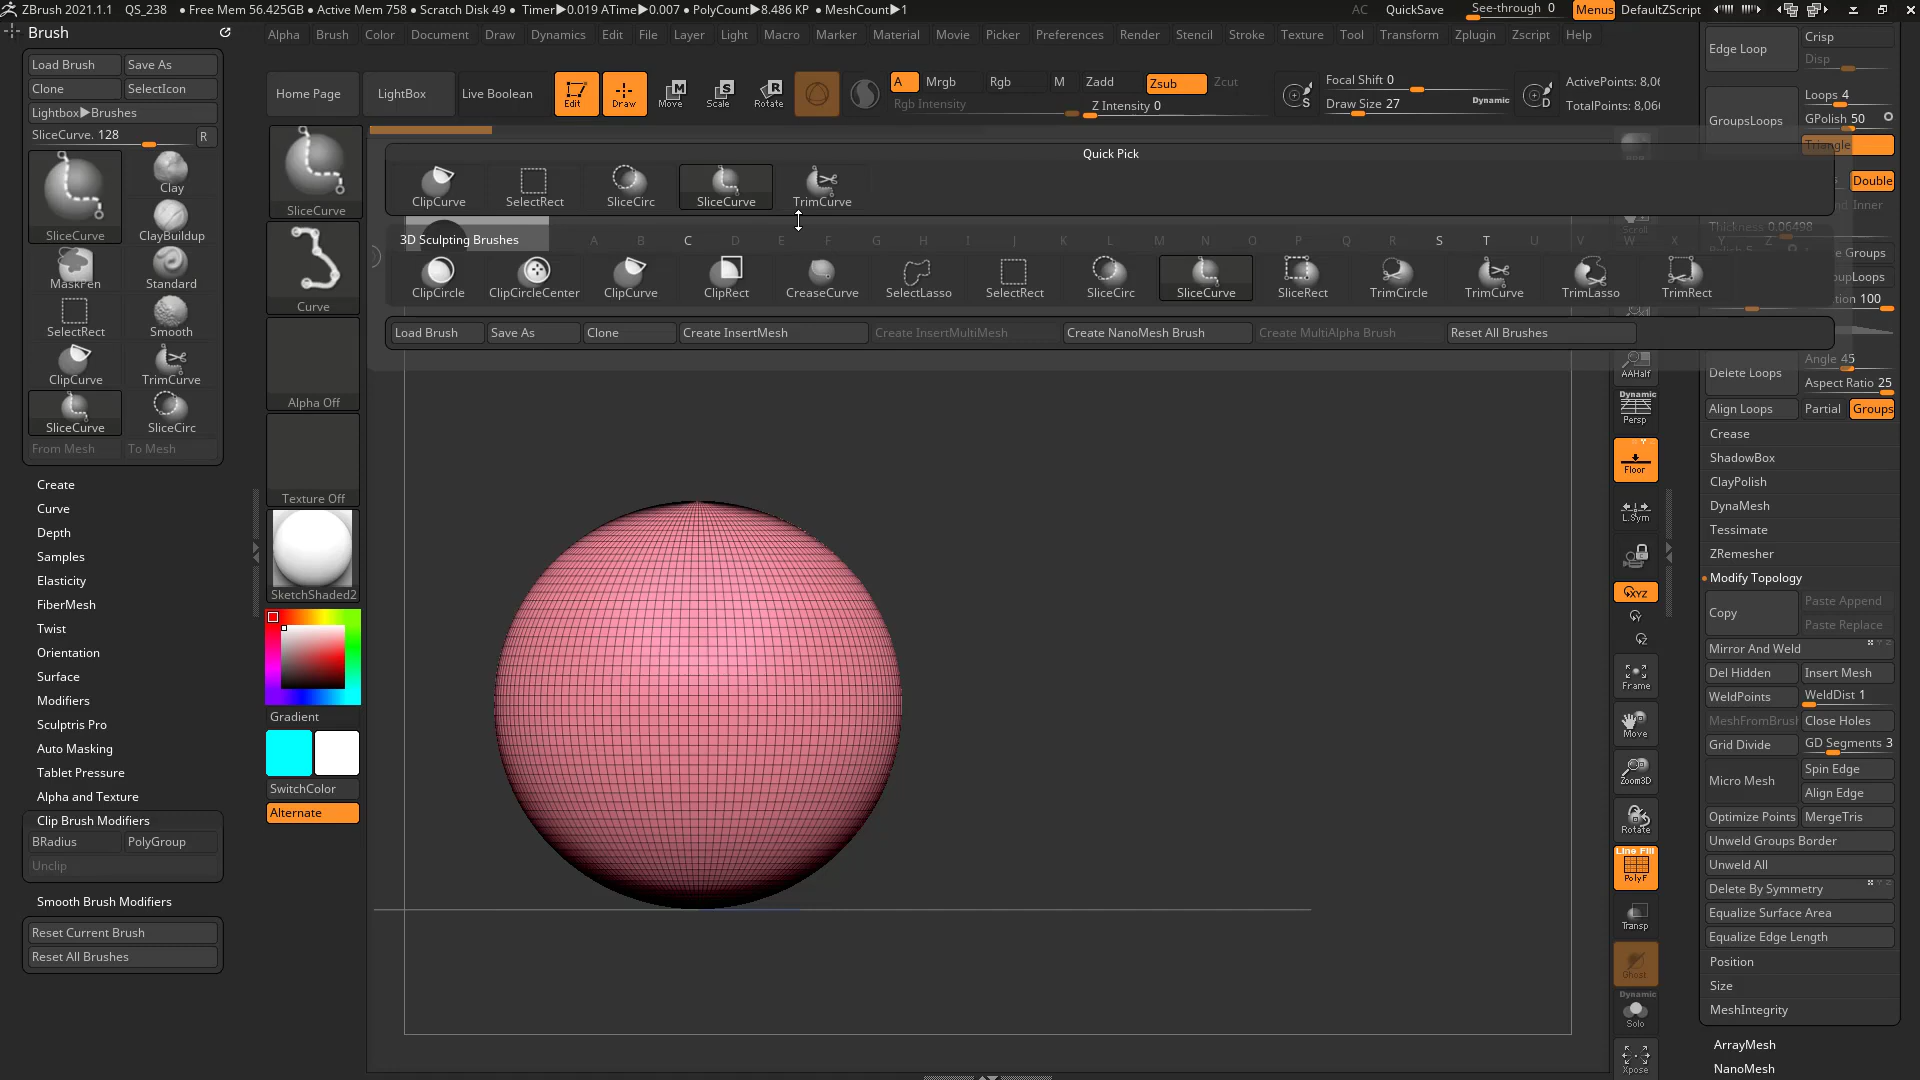 ZBrush 2021.1.1 QS_238 ● Free Mem 56.425GB ● Active Mem 758 ● Scratch Disk 49 ● Timer▶0.019 ATime▶0.007 ● PolyCount▶8.486 KP ● MeshCount▶1 AC QuickSave See-through 0 Menus DefaultZScript
Alpha Brush Color Document Draw Dynamics Edit File Layer Light Macro Marker Material Movie Picker Preferences Render Stencil Stroke Texture Tool Transform Zplugin Zscript Help
Brush
Load Brush Save As
Clone SelectIcon
Lightbox▶Brushes
SliceCurve. 128 R
SliceCurve
Clay
ClayBuildup
MaskPen Standard
SelectRect Smooth
ClipCurve TrimCurve
SliceCurve SliceCirc
From Mesh To Mesh
Create
Curve
Depth
Samples
Elasticity
FiberMesh
Twist
Orientation
Surface
Modifiers
Sculptris Pro
Auto Masking
Tablet Pressure
Alpha and Texture
Clip Brush Modifiers
BRadius PolyGroup
Unclip
Smooth Brush Modifiers
Reset Current Brush
Reset All Brushes
Home Page LightBox Live Boolean Edit Draw Move Scale Rotate
A Mrgb Rgb M Zadd Zsub Zcut
Rgb Intensity Z Intensity 0
S Focal Shift 0
Draw Size 27 Dynamic
D ActivePoints: 8,06
TotalPoints: 8,06
SliceCurve
Curve
Alpha Off
Texture Off
SketchShaded2
Gradient
SwitchColor
Alternate
Quick Pick
ClipCurve SelectRect SliceCirc SliceCurve TrimCurve
3D Sculpting Brushes A B C D E F G H I J K L M N O P Q R S T U V W X Y Z
ClipCircle ClipCircleCenter ClipCurve ClipRect CreaseCurve SelectLasso SelectRect SliceCirc SliceCurve SliceRect TrimCircle TrimCurve TrimLasso TrimRect
Load Brush Save As Clone Create InsertMesh Create InsertMultiMesh Create NanoMesh Brush Create MultiAlpha Brush Reset All Brushes
Scroll
AAHalf
Dynamic
Persp
Floor
L.Sym
XYZ
Y
Z
Frame
Move
Zoom3D
Rotate
Line Fill
PolyF
Transp
Ghost
Dynamic
Solo
Xpose
Edge Loop Crisp
Disp
Loops 4
GroupsLoops GPolish 50
Triangle
Double
Inner
Thickness 0.06498
Groups
Loops
100
Angle 45
Delete Loops Aspect Ratio 25
Align Loops Partial Groups
Crease
ShadowBox
ClayPolish
DynaMesh
Tessimate
ZRemesher
Modify Topology
Copy Paste Append
Paste Replace
Mirror And Weld
Del Hidden Insert Mesh
WeldPoints WeldDist 1
MeshFromBrush Close Holes
Grid Divide GD Segments 3
Micro Mesh Spin Edge
Align Edge
Optimize Points MergeTris
Unweld Groups Border
Unweld All
Delete By Symmetry
Equalize Surface Area
Equalize Edge Length
Position
Size
MeshIntegrity
ArrayMesh
NanoMesh